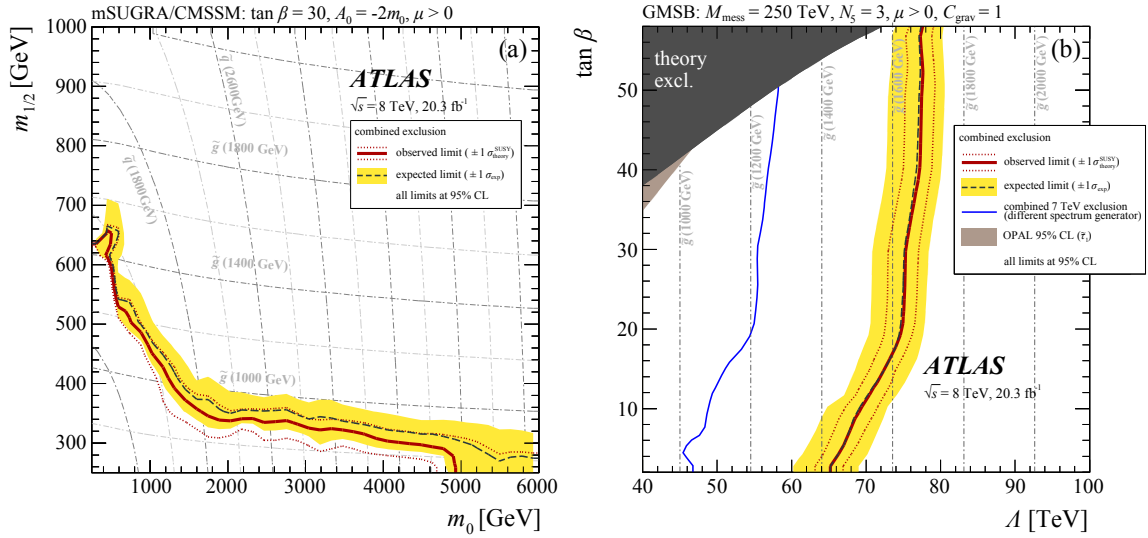 mSUGRA/CMSSM: tan β = 30, A₀ = -2m₀, μ > 0
m₁/₂ [GeV]
1000
900
800
700
600
500
400
300
1000 2000 3000 4000 5000 6000
m₀ [GeV]
(a)
ATLAS
√s = 8 TeV, 20.3 fb⁻¹
combined exclusion
observed limit (±1 σ^SUSY_theory)
expected limit (±1 σ_exp)
all limits at 95% CL
q̃ (2600GeV)
q̃ (1800GeV)
g̃ (1800 GeV)
g̃ (1400 GeV)
g̃ (1000 GeV)
GMSB: M_mess = 250 TeV, N₅ = 3, μ > 0, C_grav = 1
tan β
50
40
30
20
10
40 50 60 70 80 90 100
Λ [TeV]
(b)
theory
excl.
g̃ (1000 GeV)
g̃ (1200 GeV)
g̃ (1400 GeV)
g̃ (1600 GeV)
g̃ (1800 GeV)
g̃ (2000 GeV)
combined exclusion
observed limit (±1 σ^SUSY_theory)
expected limit (±1σ_exp)
combined 7 TeV exclusion
(different spectrum generator)
OPAL 95% CL (τ̃₁)
all limits at 95% CL
ATLAS
√s = 8 TeV, 20.3 fb⁻¹